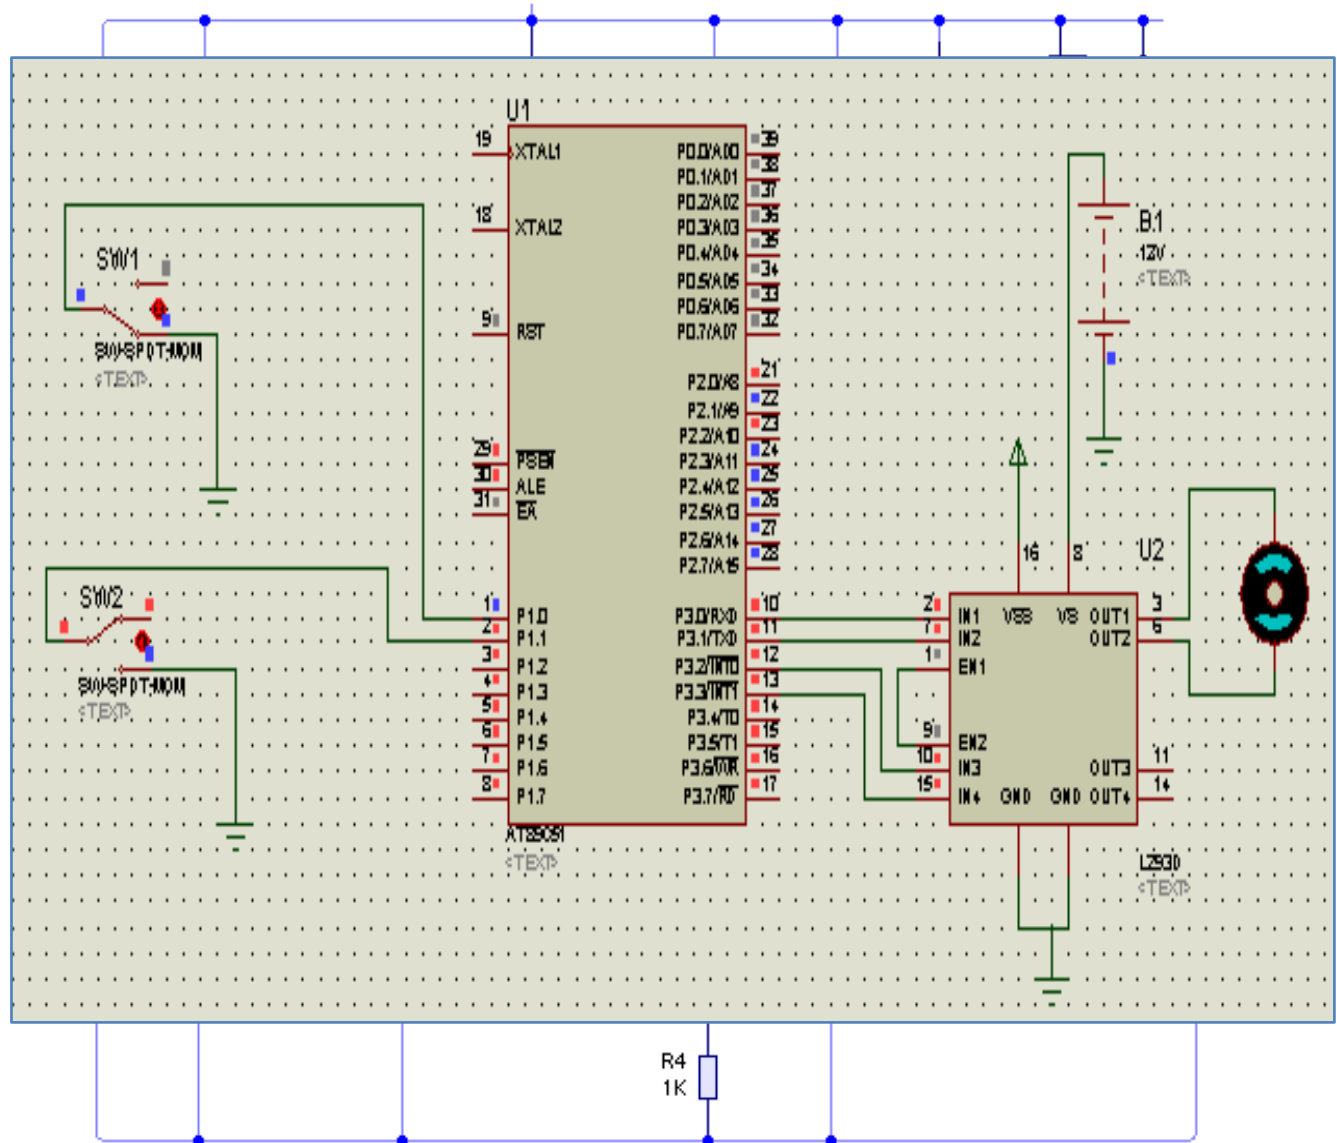 U1
19
XTAL1
18
XTAL2
9
RST
29
PSEN
30
ALE
31
EA
1
P1.0
2
P1.1
3
P1.2
4
P1.3
5
P1.4
6
P1.5
7
P1.6
8
P1.7
P0.0/AD0
39
P0.1/AD1
38
P0.2/AD2
37
P0.3/AD3
36
P0.4/AD4
35
P0.5/AD5
34
P0.6/AD6
33
P0.7/AD7
32
P2.0/A8
21
P2.1/A9
22
P2.2/A10
23
P2.3/A11
24
P2.4/A12
25
P2.5/A13
26
P2.6/A14
27
P2.7/A15
28
P3.0/RXD
10
P3.1/TXD
11
P3.2/INT0
12
P3.3/INT1
13
P3.4/T0
14
P3.5/T1
15
P3.6/WR
16
P3.7/RD
17
AT89C51
<TEXT>
SW1
SW-SPDT-MOM
<TEXT>
SW2
SW-SPDT-MOM
<TEXT>
B1
12V
<TEXT>
U2
16
8
2
IN1
VSS
VS
OUT1
3
7
IN2
OUT2
6
1
EN1
9
EN2
10
IN3
OUT3
11
15
IN4
GND
GND
OUT4
14
L293D
<TEXT>
R4
1K